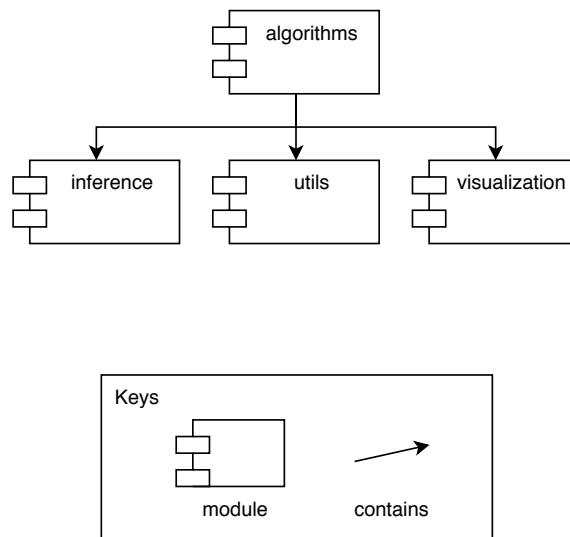 algorithms
inference
utils
visualization
Keys
module
contains